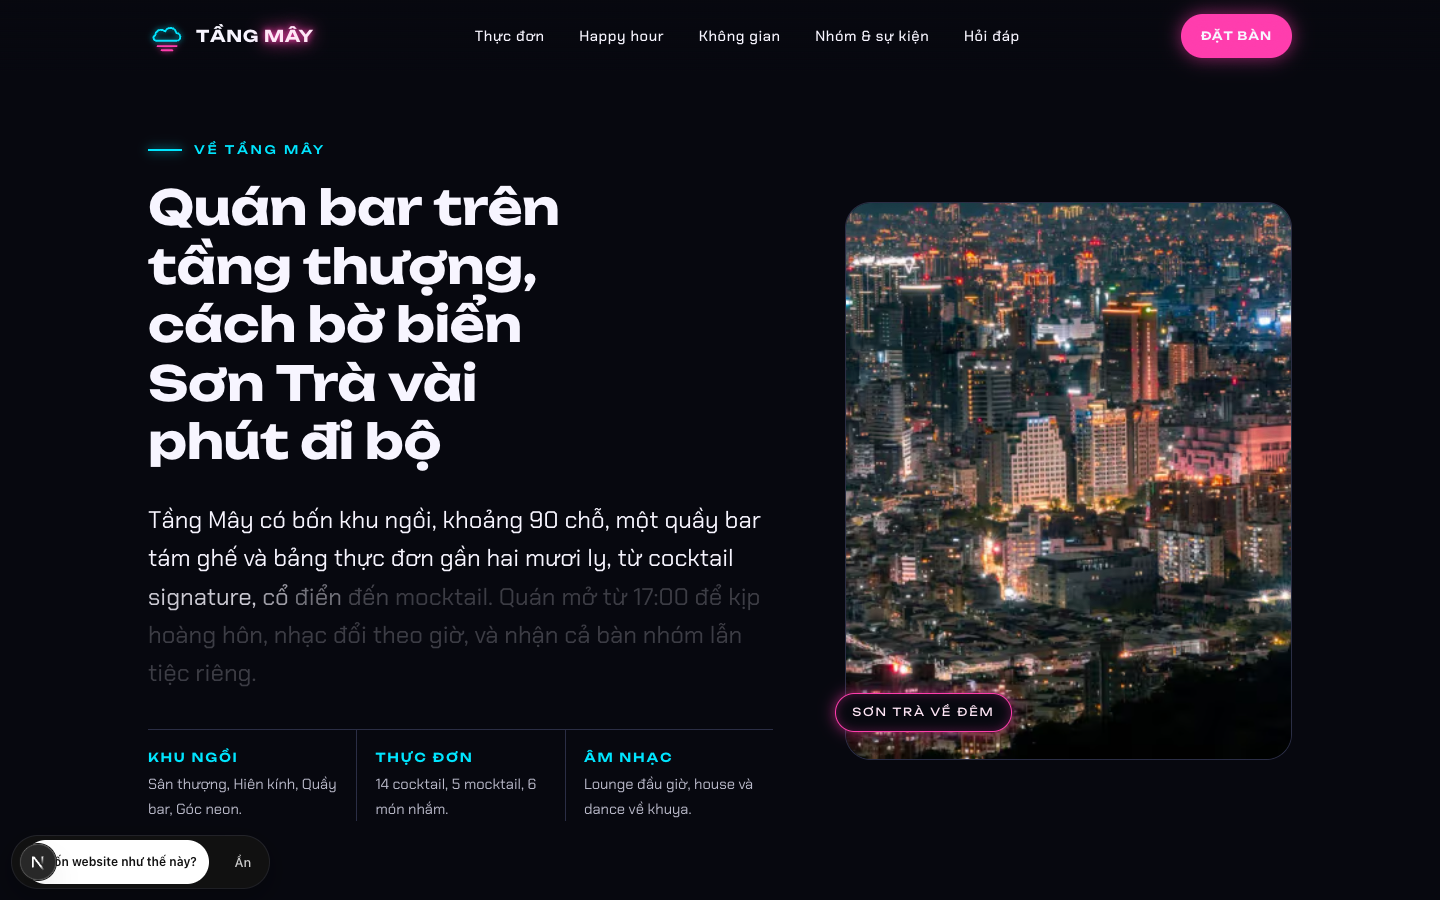 TẦNG MÂY
Thực đơn
Happy hour
Không gian
Nhóm & sự kiện
Hỏi đáp
ĐẶT BÀN
VỀ TẦNG MÂY
Quán bar trên
tầng thượng,
cách bờ biển
Sơn Trà vài
phút đi bộ
Tầng Mây có bốn khu ngồi, khoảng 90 chỗ, một quầy bar
tám ghế và bảng thực đơn gần hai mươi ly, từ cocktail
signature, cổ điển đến mocktail. Quán mở từ 17:00 để kịp
hoàng hôn, nhạc đổi theo giờ, và nhận cả bàn nhóm lẫn
tiệc riêng.
SƠN TRÀ VỀ ĐÊM
KHU NGỒI
Sân thượng, Hiên kính, Quầy
bar, Góc neon.
THỰC ĐƠN
14 cocktail, 5 mocktail, 6
món nhắm.
ÂM NHẠC
Lounge đầu giờ, house và
dance về khuya.
N
website như thế này?
Ẩn